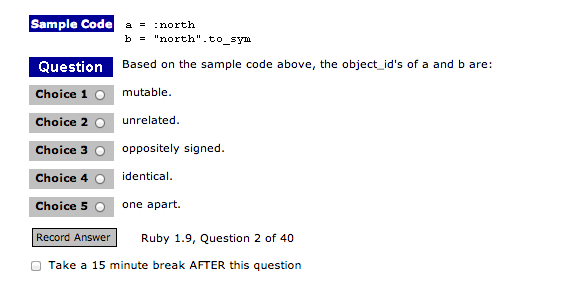 Sample Code a = :north
b = "north".to_sym
Question Based on the sample code above, the object_id's of a and b are:
Choice 1 mutable.
Choice 2 unrelated.
Choice 3 oppositely signed.
Choice 4 identical.
Choice 5 one apart.
Record Answer Ruby 1.9, Question 2 of 40
Take a 15 minute break AFTER this question